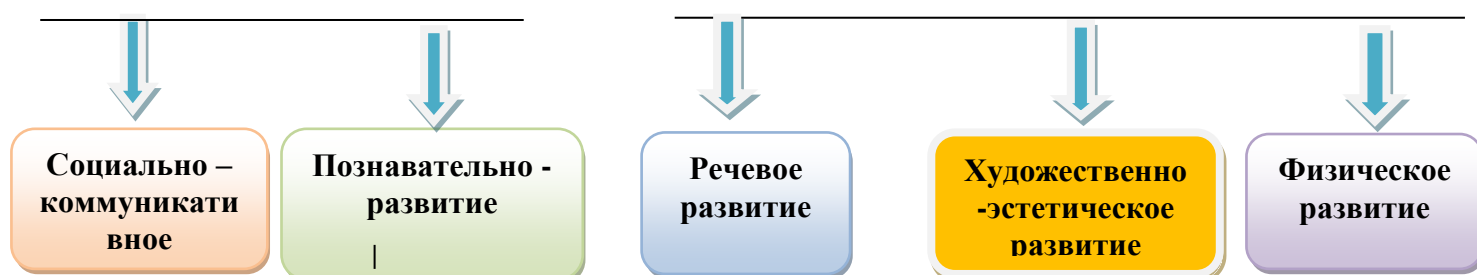 Социально –
коммуникати
вное
Познавательно -
развитие
Речевое
развитие
Художественно
-эстетическое
развитие
Физическое
развитие